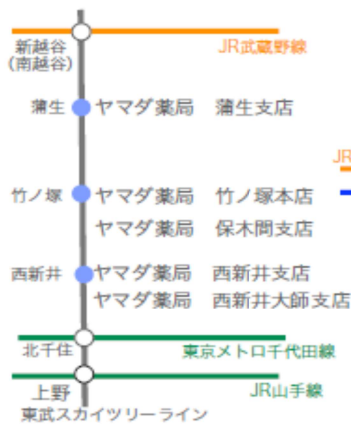 新越谷
(南越谷)
JR武蔵野線
蒲生
ヤマダ薬局 蒲生支店
JR
竹ノ塚
ヤマダ薬局 竹ノ塚本店
ヤマダ薬局 保木間支店
西新井
ヤマダ薬局 西新井支店
ヤマダ薬局 西新井大師支店
北千住
東京メトロ千代田線
上野
JR山手線
東武スカイツリーライン